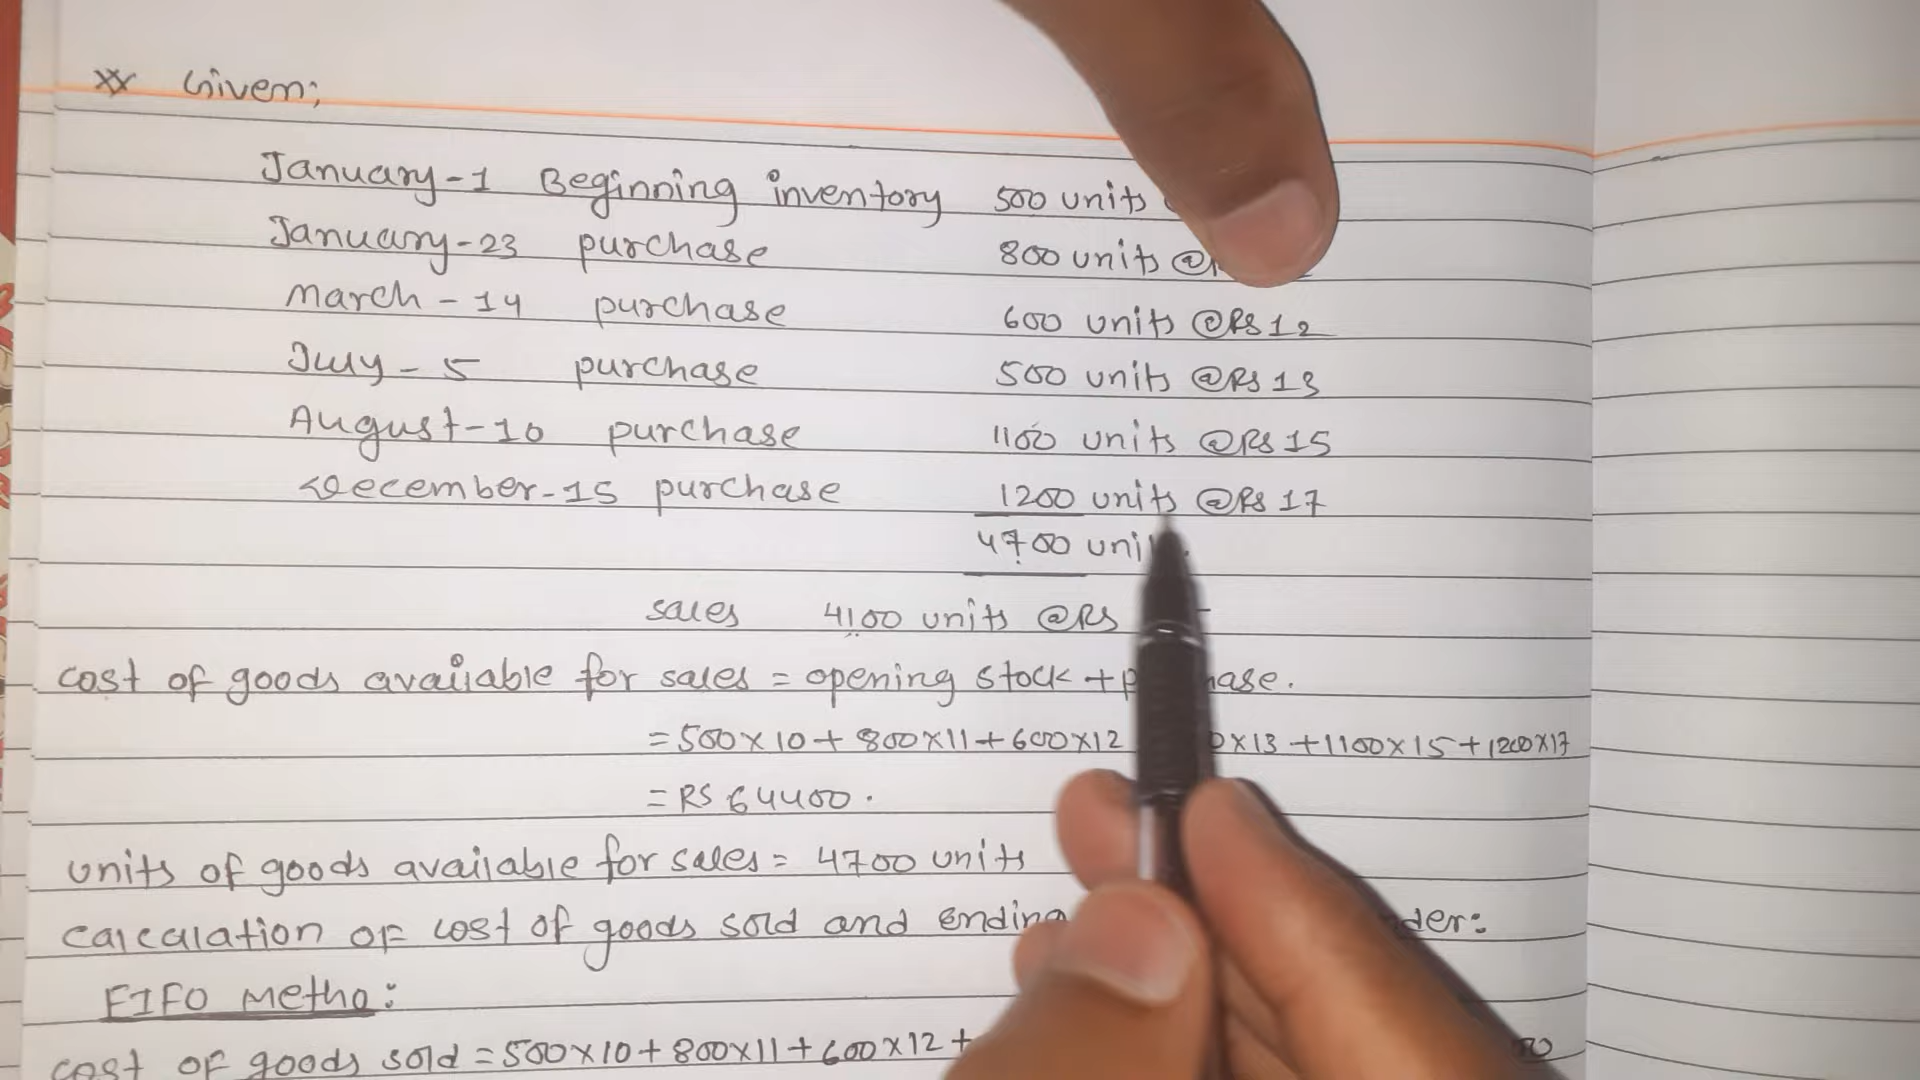 Given;
January-1 Beginning inventory 500 units
January-23 purchase 800 units @
March-14 purchase 600 units @Rs 12
July-5 purchase 500 units @Rs 13
August-10 purchase 1100 units @Rs 15
December-15 purchase 1200 units @Rs 17
4700 uni
sales 4100 units @Rs
cost of goods available for sales = opening stock +
=500×10+800×11+600×12 ×13+1100×15+1200×17
=RS 64400.
units of goods available for sales = 4700 units
calcalation of cost of goods sold and
FIFO Metho:
cost of goods sold =500×10+800×11+600×12+